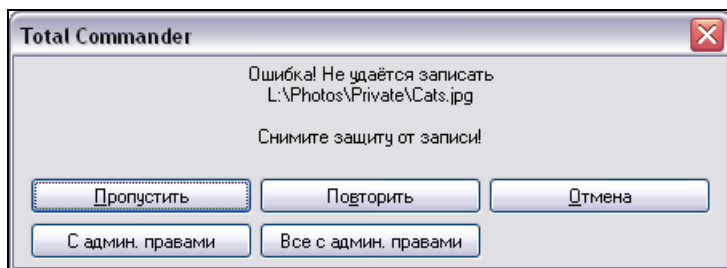 Total Commander
Ошибка! Не удаётся записать
L:\Photos\Private\Cats.jpg
Снимите защиту от записи!
Пропустить
Повторить
Отмена
С админ. правами
Все с админ. правами